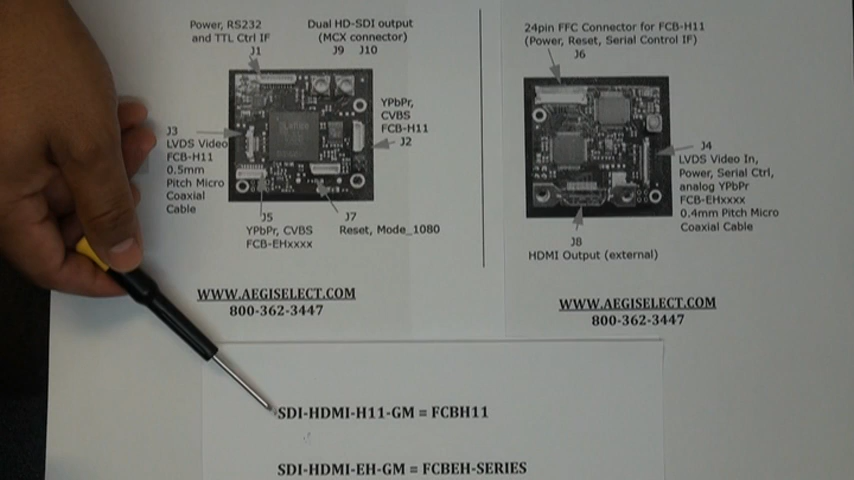 Power, RS232
and TTL Ctrl IF
J1
Dual HD-SDI output
(MCX connector)
J9 J10
YPbPr,
CVBS
FCB-H11
J2
J3
LVDS Video
FCB-H11
0.5mm
Pitch Micro
Coaxial
Cable
J5
YPbPr, CVBS
FCB-EHxxxx
J7
Reset, Mode_1080
WWW.AEGISELECT.COM
800-362-3447
24pin FFC Connector for FCB-H11
(Power, Reset, Serial Control IF)
J6
J4
LVDS Video In,
Power, Serial Ctrl,
analog YPbPr
FCB-EHxxxx
0.4mm Pitch Micro
Coaxial Cable
J8
HDMI Output (external)
WWW.AEGISELECT.COM
800-362-3447
SDI-HDMI-H11-GM = FCBH11
SDI-HDMI-EH-GM = FCBEH-SERIES